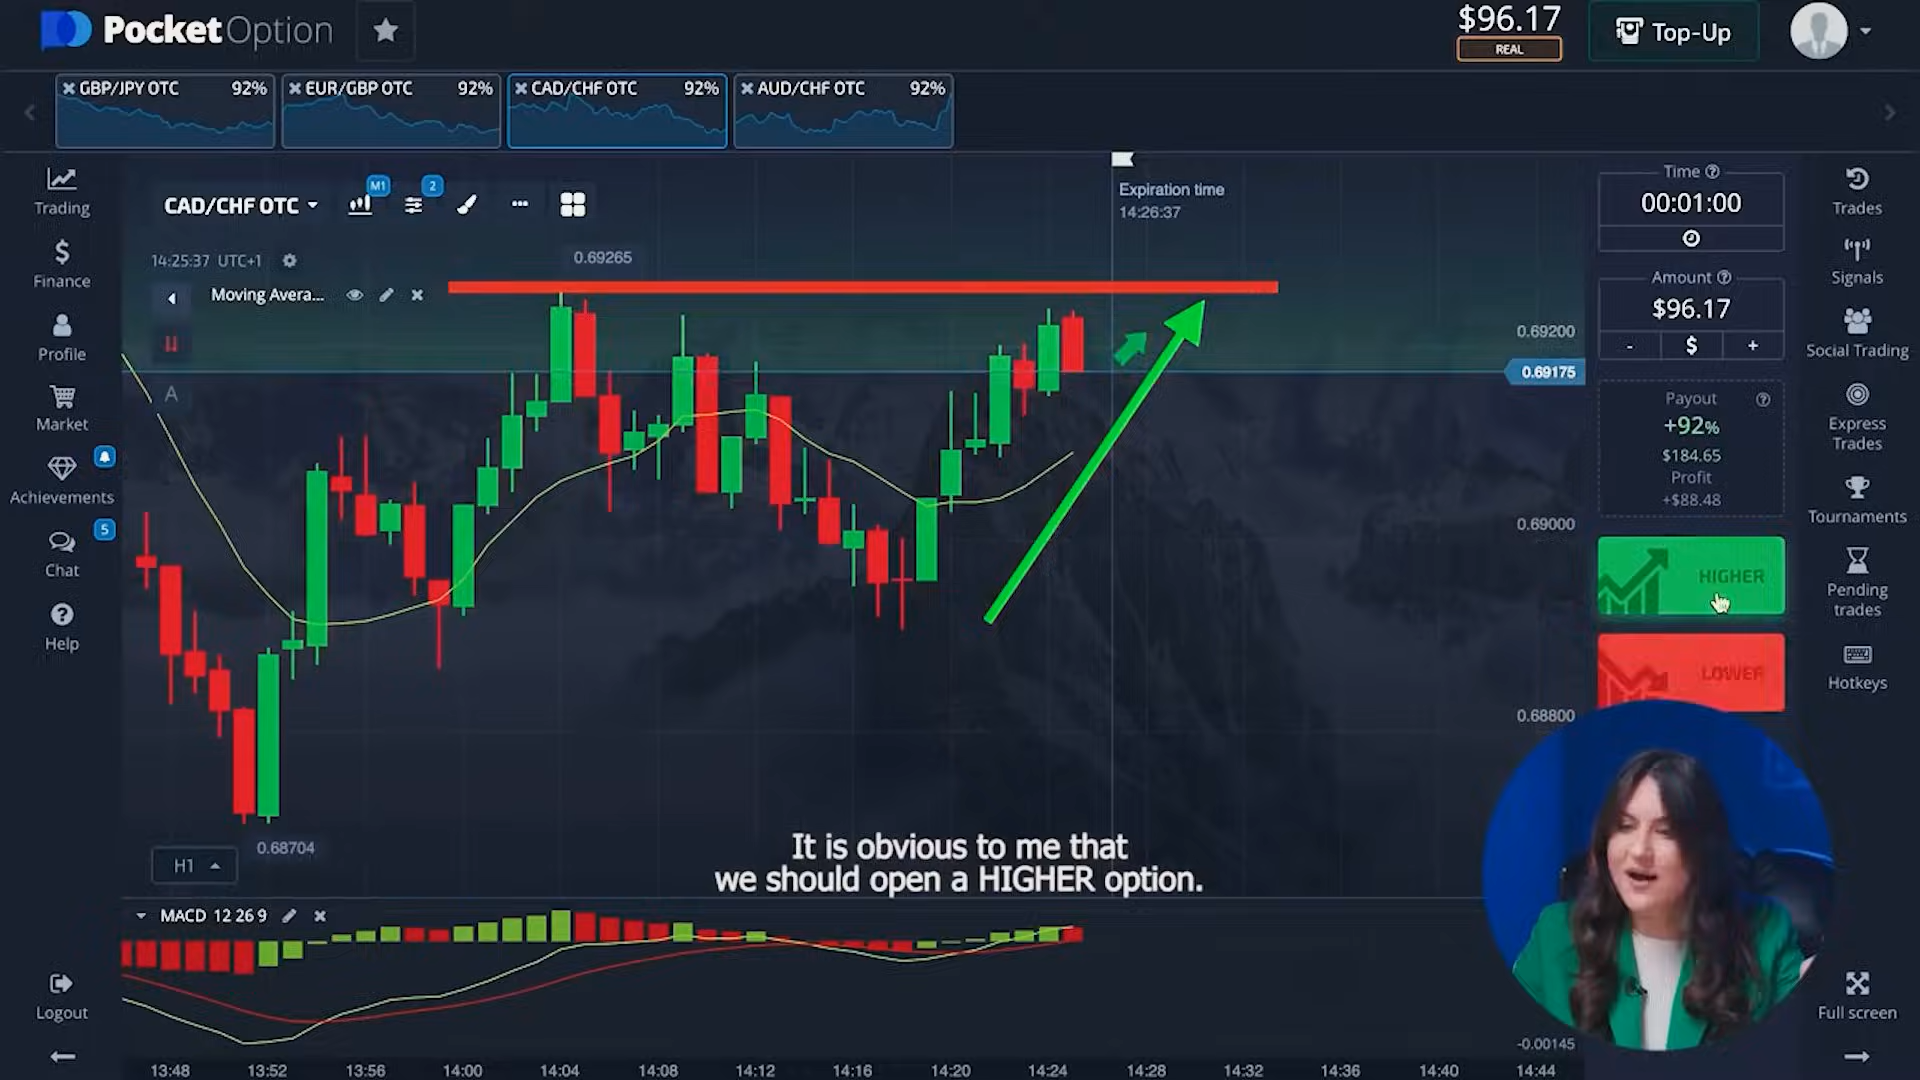 PocketOption
$96.17
REAL
Top-Up
GBP/JPY OTC 92%
EUR/GBP OTC 92%
CAD/CHF OTC 92%
AUD/CHF OTC 92%
Trading
Finance
Profile
Market
Achievements
Chat
5
Help
Logout
CAD/CHF OTC
M1
2
14:25:37 UTC+1
Moving Avera...
A
0.69265
Expiration time
14:26:37
0.69200
0.69175
0.69000
0.68800
0.68704
H1
It is obvious to me that
we should open a HIGHER option.
MACD 12 26 9
-0.00145
13:48 13:52 13:56 14:00 14:04 14:08 14:12 14:16 14:20 14:24 14:28 14:32 14:36 14:40 14:44
Time
00:01:00
Amount
$96.17
- $ +
Payout
+92%
$184.65
Profit
+$88.48
HIGHER
LOWER
Trades
Signals
Social Trading
Express
Trades
Tournaments
Pending
trades
Hotkeys
Full screen